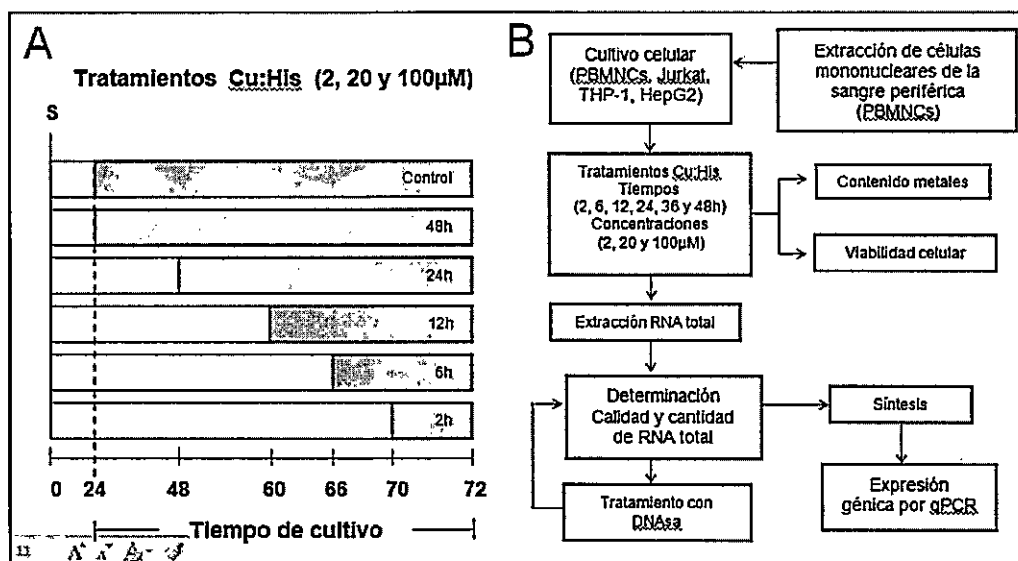 A
Tratamientos Cu:His (2, 20 y 100µM)
S
Control
48h
24h
12h
6h
2h
0 24 48 60 66 70 72
Tiempo de cultivo
11
B
Cultivo celular
(PBMNCs, Jurkat,
THP-1, HepG2)
Extracción de células
mononucleares de la
sangre periférica
(PBMNCs)
Tratamientos Cu:His
Tiempos
(2, 6, 12, 24, 36 y 48h)
Concentraciones
(2, 20 y 100µM)
Contenido metales
Viabilidad celular
Extracción RNA total
Determinación
Calidad y cantidad
de RNA total
Síntesis
Tratamiento con
DNAsa
Expresión
génica por qPCR